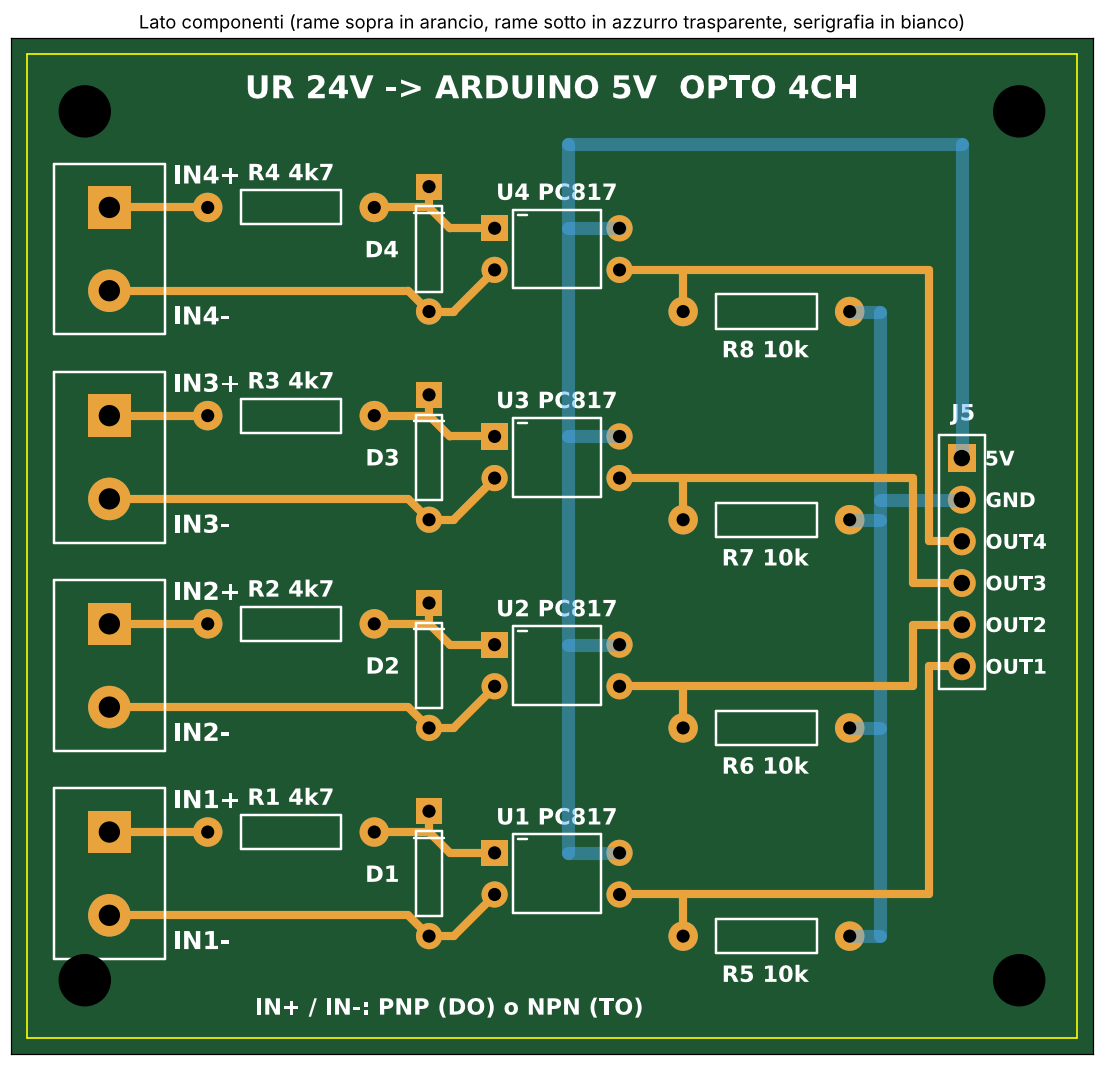 Lato componenti (rame sopra in arancio, rame sotto in azzurro trasparente, serigrafia in bianco)
UR 24V -> ARDUINO 5V  OPTO 4CH
IN4+ R4 4k7
U4 PC817
D4
IN4-
R8 10k
IN3+ R3 4k7
U3 PC817
J5
D3
5V
GND
IN3-
OUT4
R7 10k
OUT3
IN2+ R2 4k7
U2 PC817
OUT2
D2
OUT1
IN2-
R6 10k
IN1+ R1 4k7
U1 PC817
D1
IN1-
R5 10k
IN+ / IN-: PNP (DO) o NPN (TO)